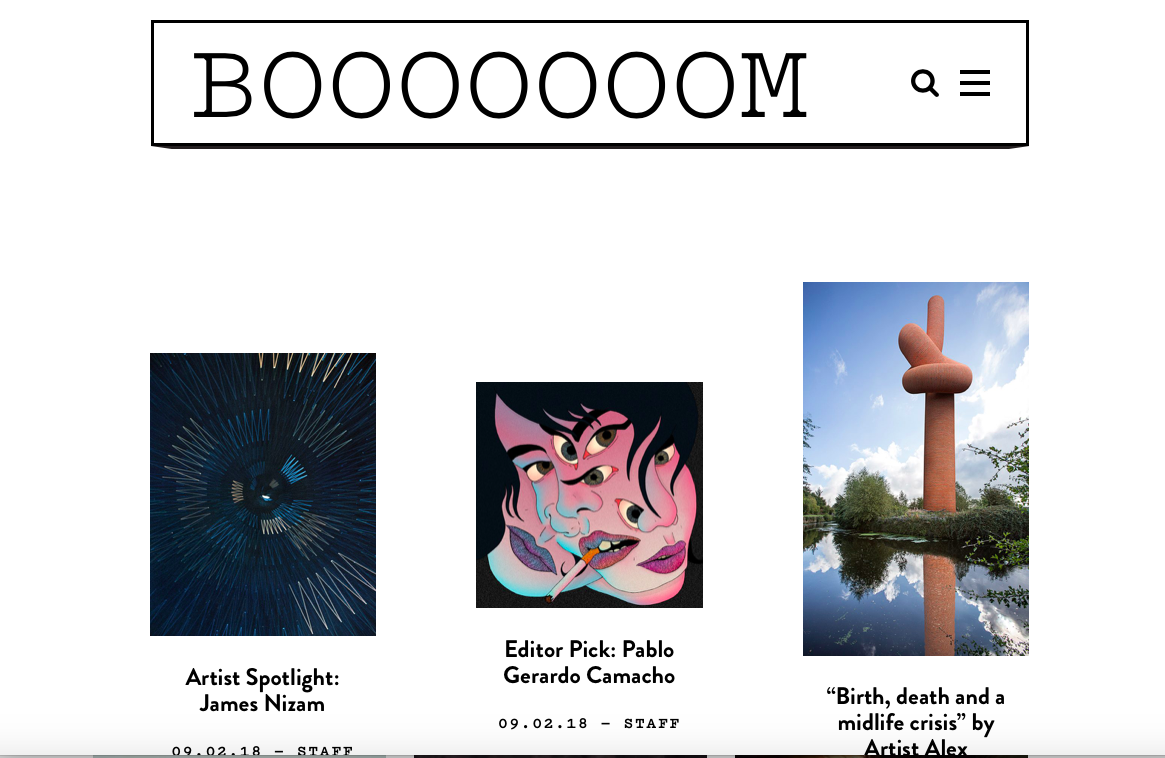 BOOOOOOOM
Artist Spotlight:
James Nizam
09.02.18 – STAFF
Editor Pick: Pablo
Gerardo Camacho
09.02.18 – STAFF
“Birth, death and a
midlife crisis” by
Artist Alex